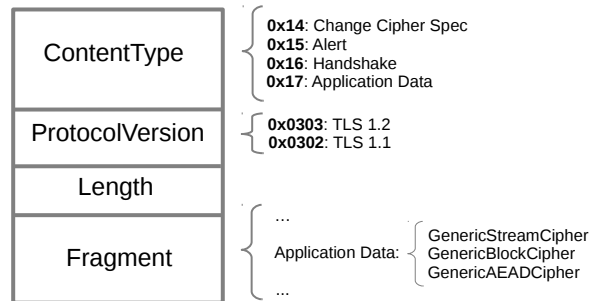 ContentType
0x14: Change Cipher Spec
0x15: Alert
0x16: Handshake
0x17: Application Data
ProtocolVersion
0x0303: TLS 1.2
0x0302: TLS 1.1
Length
Fragment
...
Application Data:
GenericStreamCipher
GenericBlockCipher
GenericAEADCipher
...